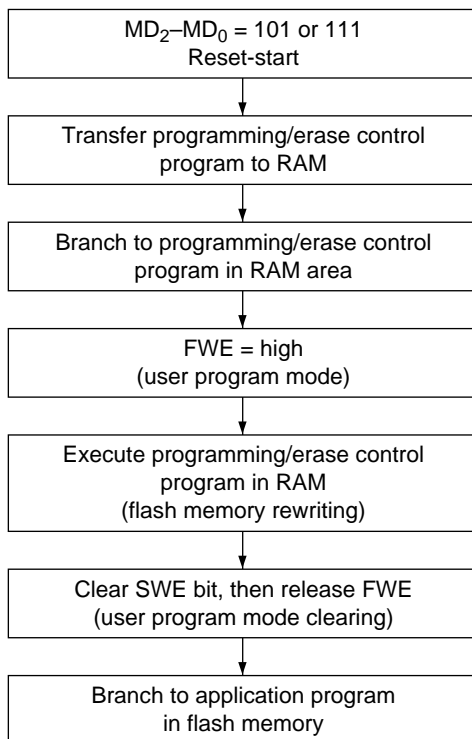 MD₂–MD₀ = 101 or 111
Reset-start
Transfer programming/erase control
program to RAM
Branch to programming/erase control
program in RAM area
FWE = high
(user program mode)
Execute programming/erase control
program in RAM
(flash memory rewriting)
Clear SWE bit, then release FWE
(user program mode clearing)
Branch to application program
in flash memory